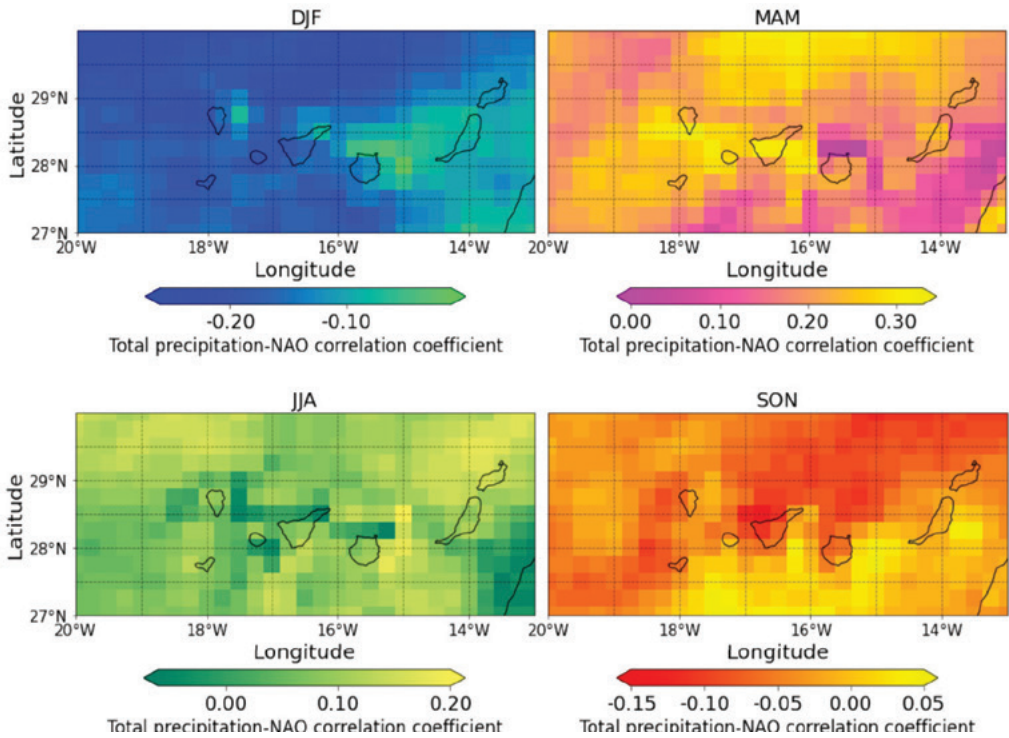 DJF
MAM
Latitude
29°N
28°N
27°N
20°W 18°W 16°W 14°W
20°W 18°W 16°W 14°W
Longitude
Longitude
-0.20 -0.10
0.00 0.10 0.20 0.30
Total precipitation-NAO correlation coefficient
Total precipitation-NAO correlation coefficient
JJA
SON
Latitude
29°N
28°N
27°N
20°W 18°W 16°W 14°W
20°W 18°W 16°W 14°W
Longitude
Longitude
0.00 0.10 0.20
-0.15 -0.10 -0.05 0.00 0.05
Total precipitation-NAO correlation coefficient
Total precipitation-NAO correlation coefficient